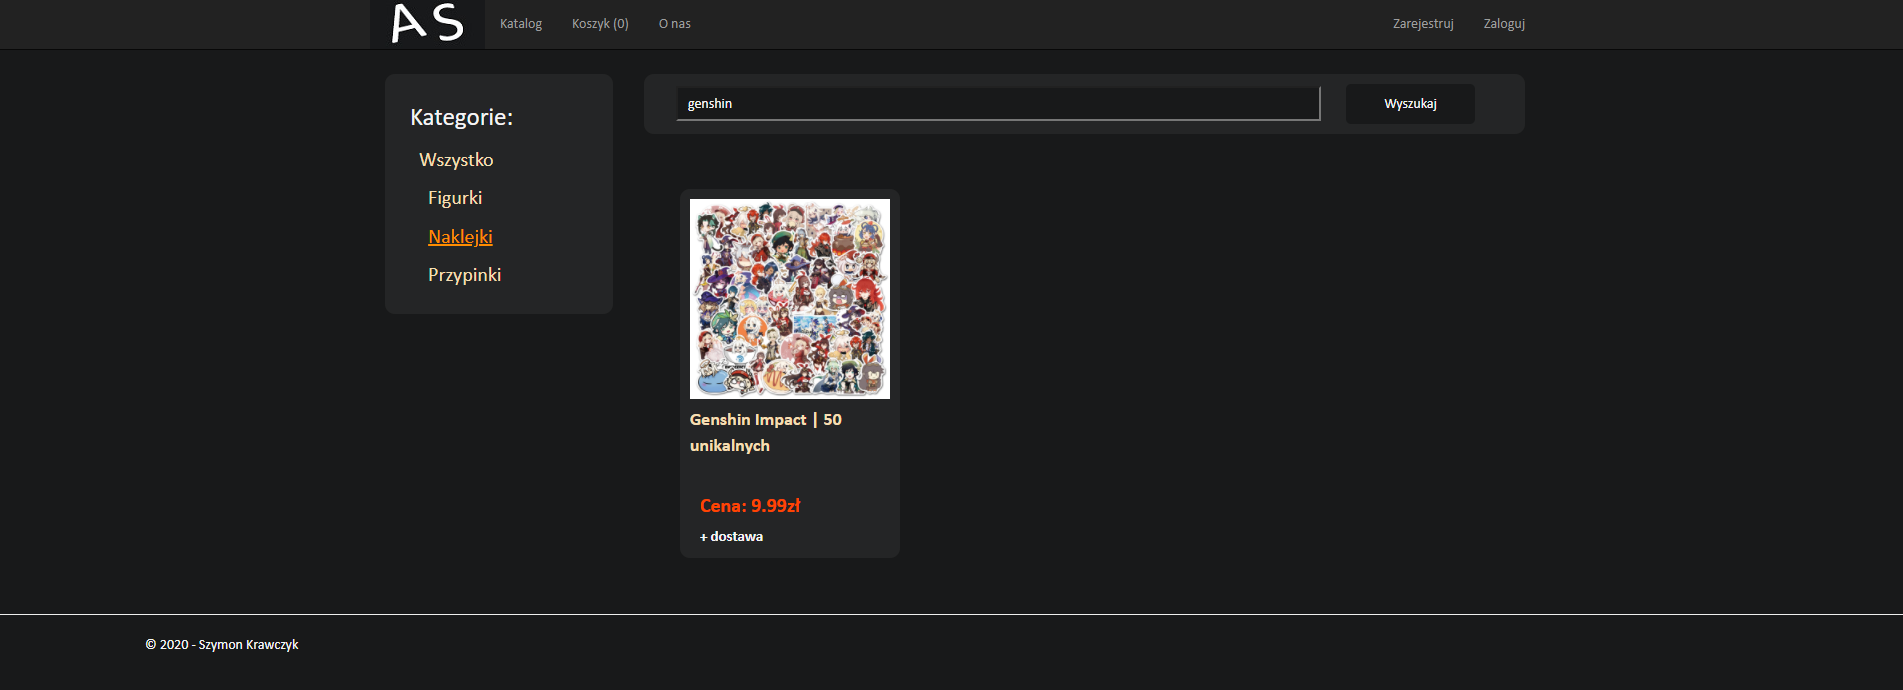 AS
Katalog
Koszyk (0)
O nas
Zarejestruj
Zaloguj
Kategorie:
Wszystko
Figurki
Naklejki
Przypinki
genshin
Wyszukaj
Genshin Impact | 50
unikalnych
Cena: 9.99zł
+ dostawa
© 2020 - Szymon Krawczyk